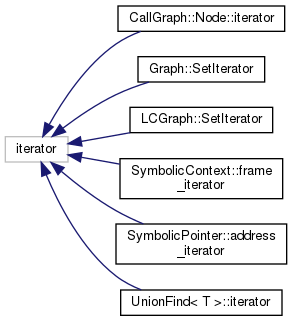 CallGraph::Node::iterator
Graph::SetIterator
LCGraph::SetIterator
iterator
SymbolicContext::frame
_iterator
SymbolicPointer::address
_iterator
UnionFind< T >::iterator